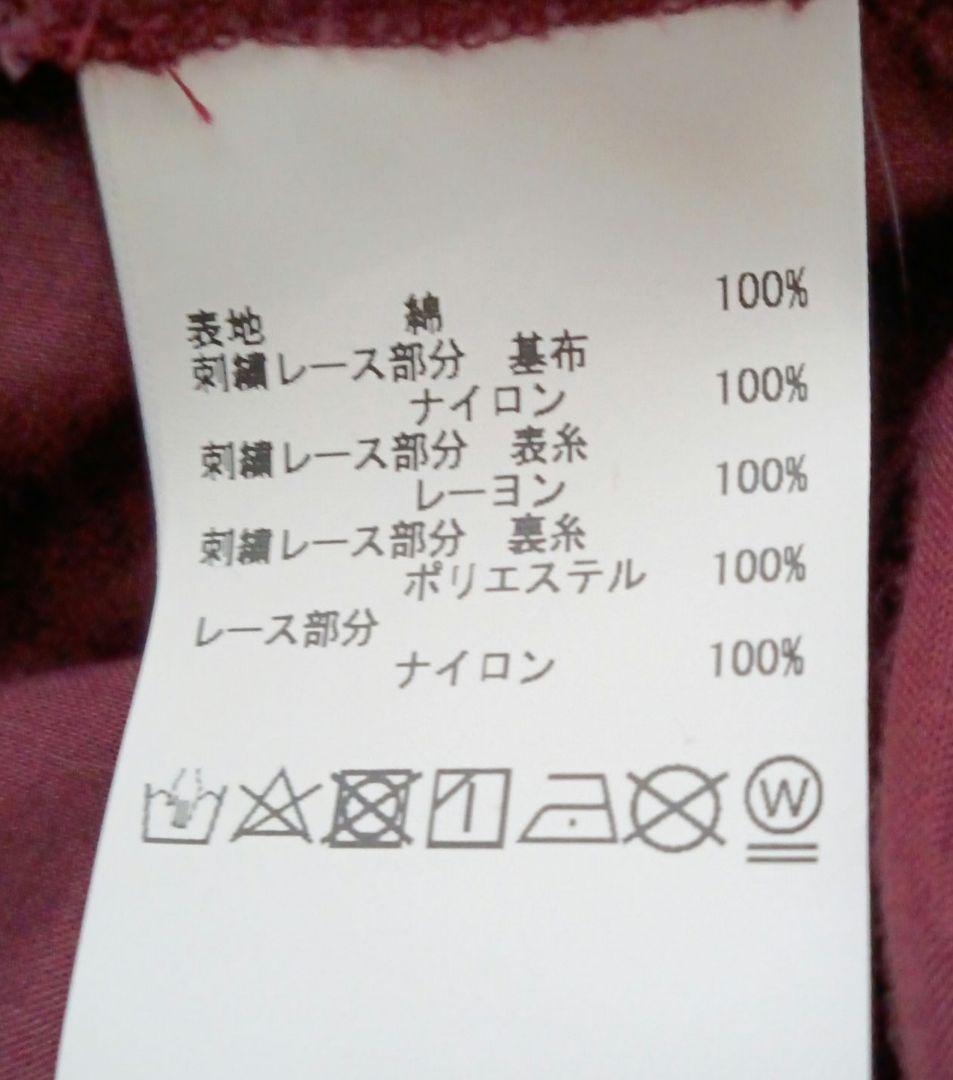 表地 綿 100%
刺繍レース部分 基布
ナイロン 100%
刺繍レース部分 表糸
レーヨン 100%
刺繍レース部分 裏糸
ポリエステル 100%
レース部分
ナイロン 100%
W